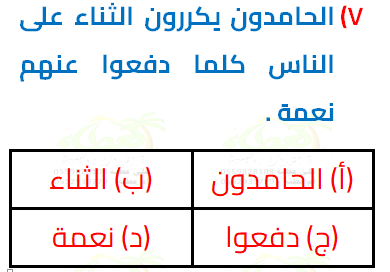 ٧) الحامدون يكررون الثناء على
الناس كلما دفعوا عنهم
نعمة .
(أ) الحامدون (ب) الثناء
(ج) دفعوا (د) نعمة